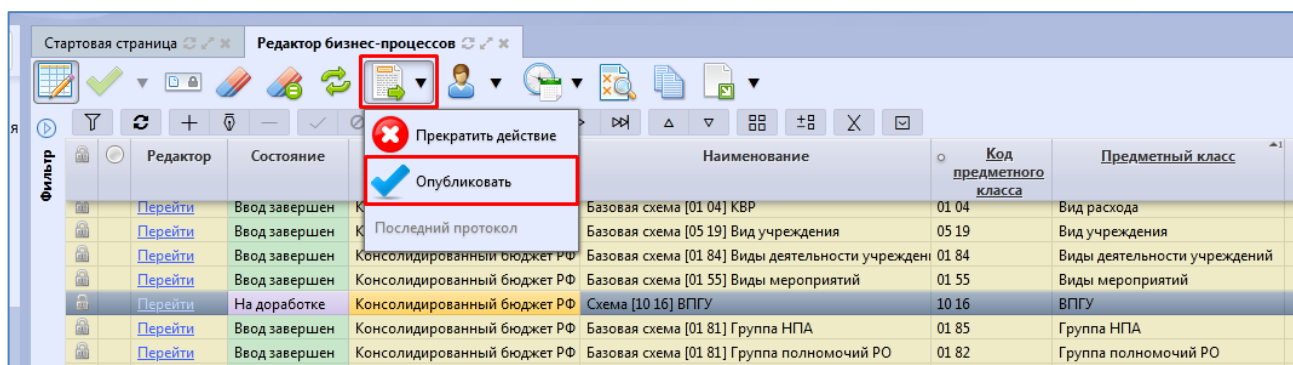 Стартовая страница
Редактор бизнес-процессов
я
Прекратить действие
Опубликовать
Последний протокол
Фильтр
Редактор Состояние Наименование Код предметного класса Предметный класс 1
Перейти Ввод завершен К Базовая схема [01 04] КВР 01 04 Вид расхода
Перейти Ввод завершен К Базовая схема [05 19] Вид учреждения 05 19 Вид учреждения
Перейти Ввод завершен Консолидированный бюджет РФ Базовая схема [01 84] Виды деятельности учрежден 01 84 Виды деятельности учреждений
Перейти Ввод завершен Консолидированный бюджет РФ Базовая схема [01 55] Виды мероприятий 01 55 Виды мероприятий
Перейти На доработке Консолидированный бюджет РФ Схема [10 16] ВПГУ 10 16 ВПГУ
Перейти Ввод завершен Консолидированный бюджет РФ Базовая схема [01 81] Группа НПА 01 85 Группа НПА
Перейти Ввод завершен Консолидированный бюджет РФ Базовая схема [01 81] Группа полномочий РО 01 82 Группа полномочий РО